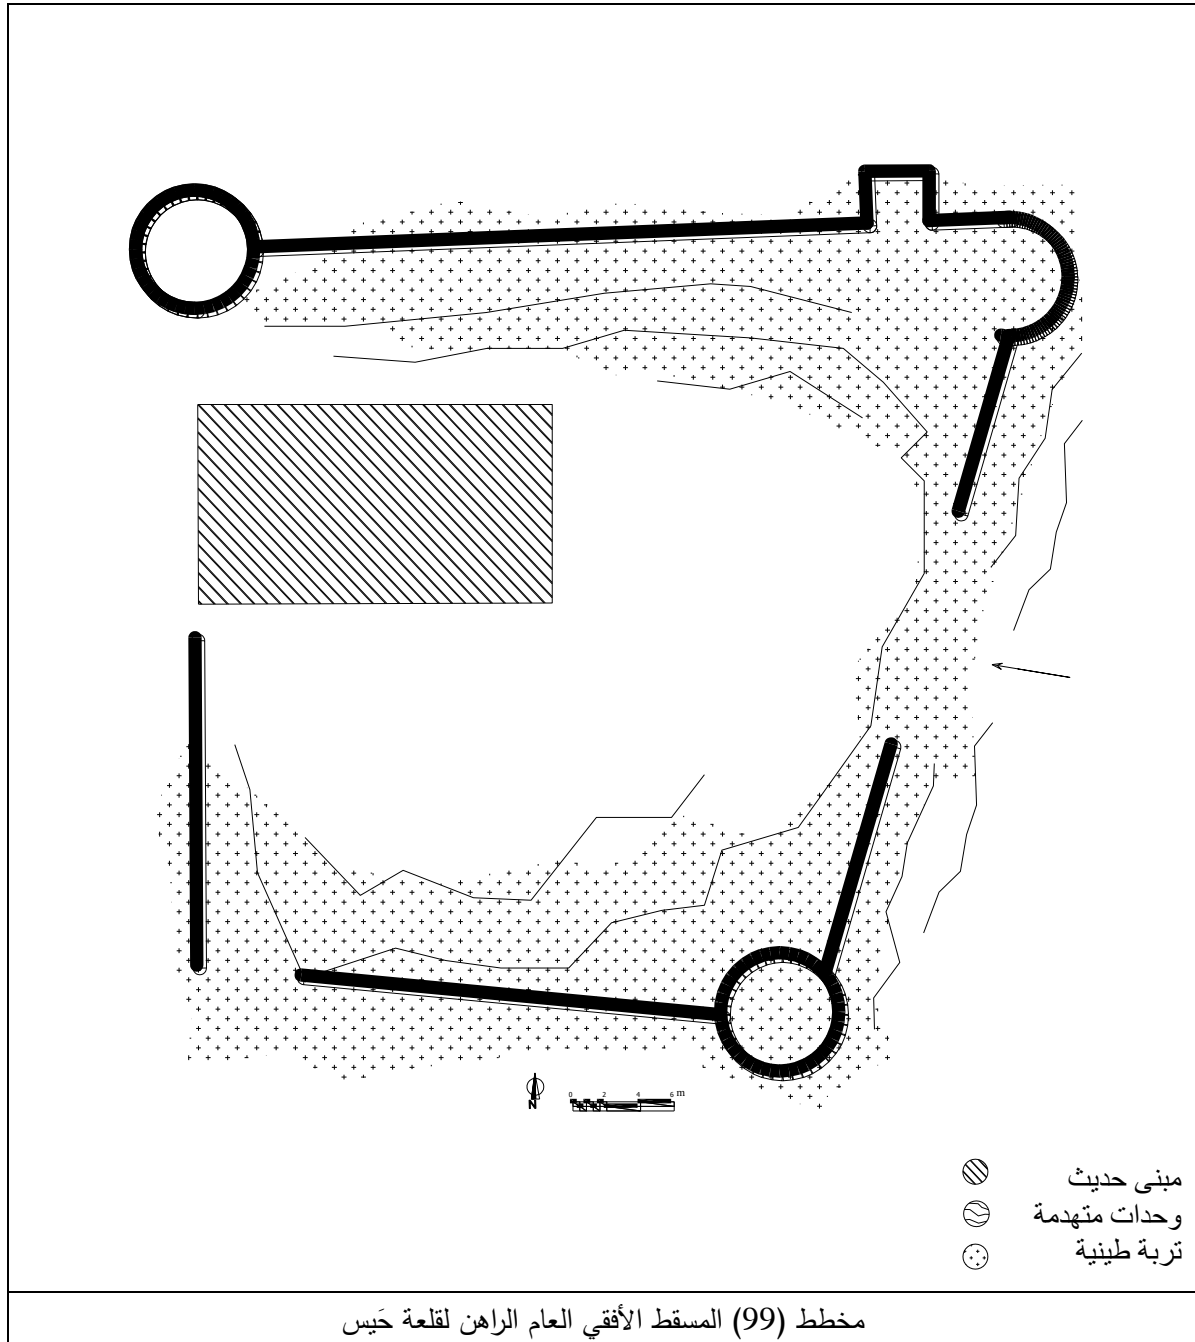 N
0 2 4 6 m
مبنى حديث
وحدات متهدمة
تربة طينية
مخطط (99) المسقط الأفقي العام الراهن لقلعة حَيس